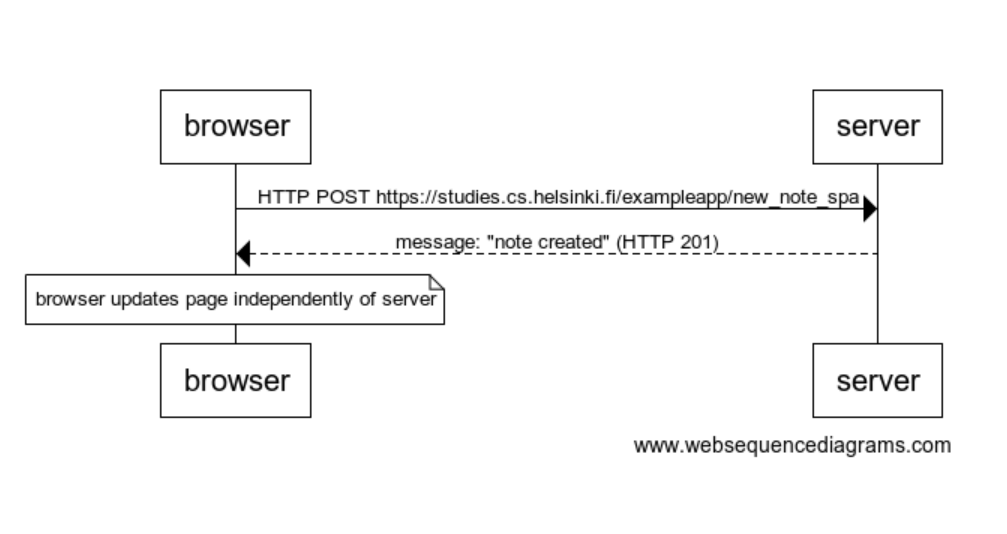 browser
server
HTTP POST https://studies.cs.helsinki.fi/exampleapp/new_note_spa
message: "note created" (HTTP 201)
browser updates page independently of server
browser
server
www.websequencediagrams.com